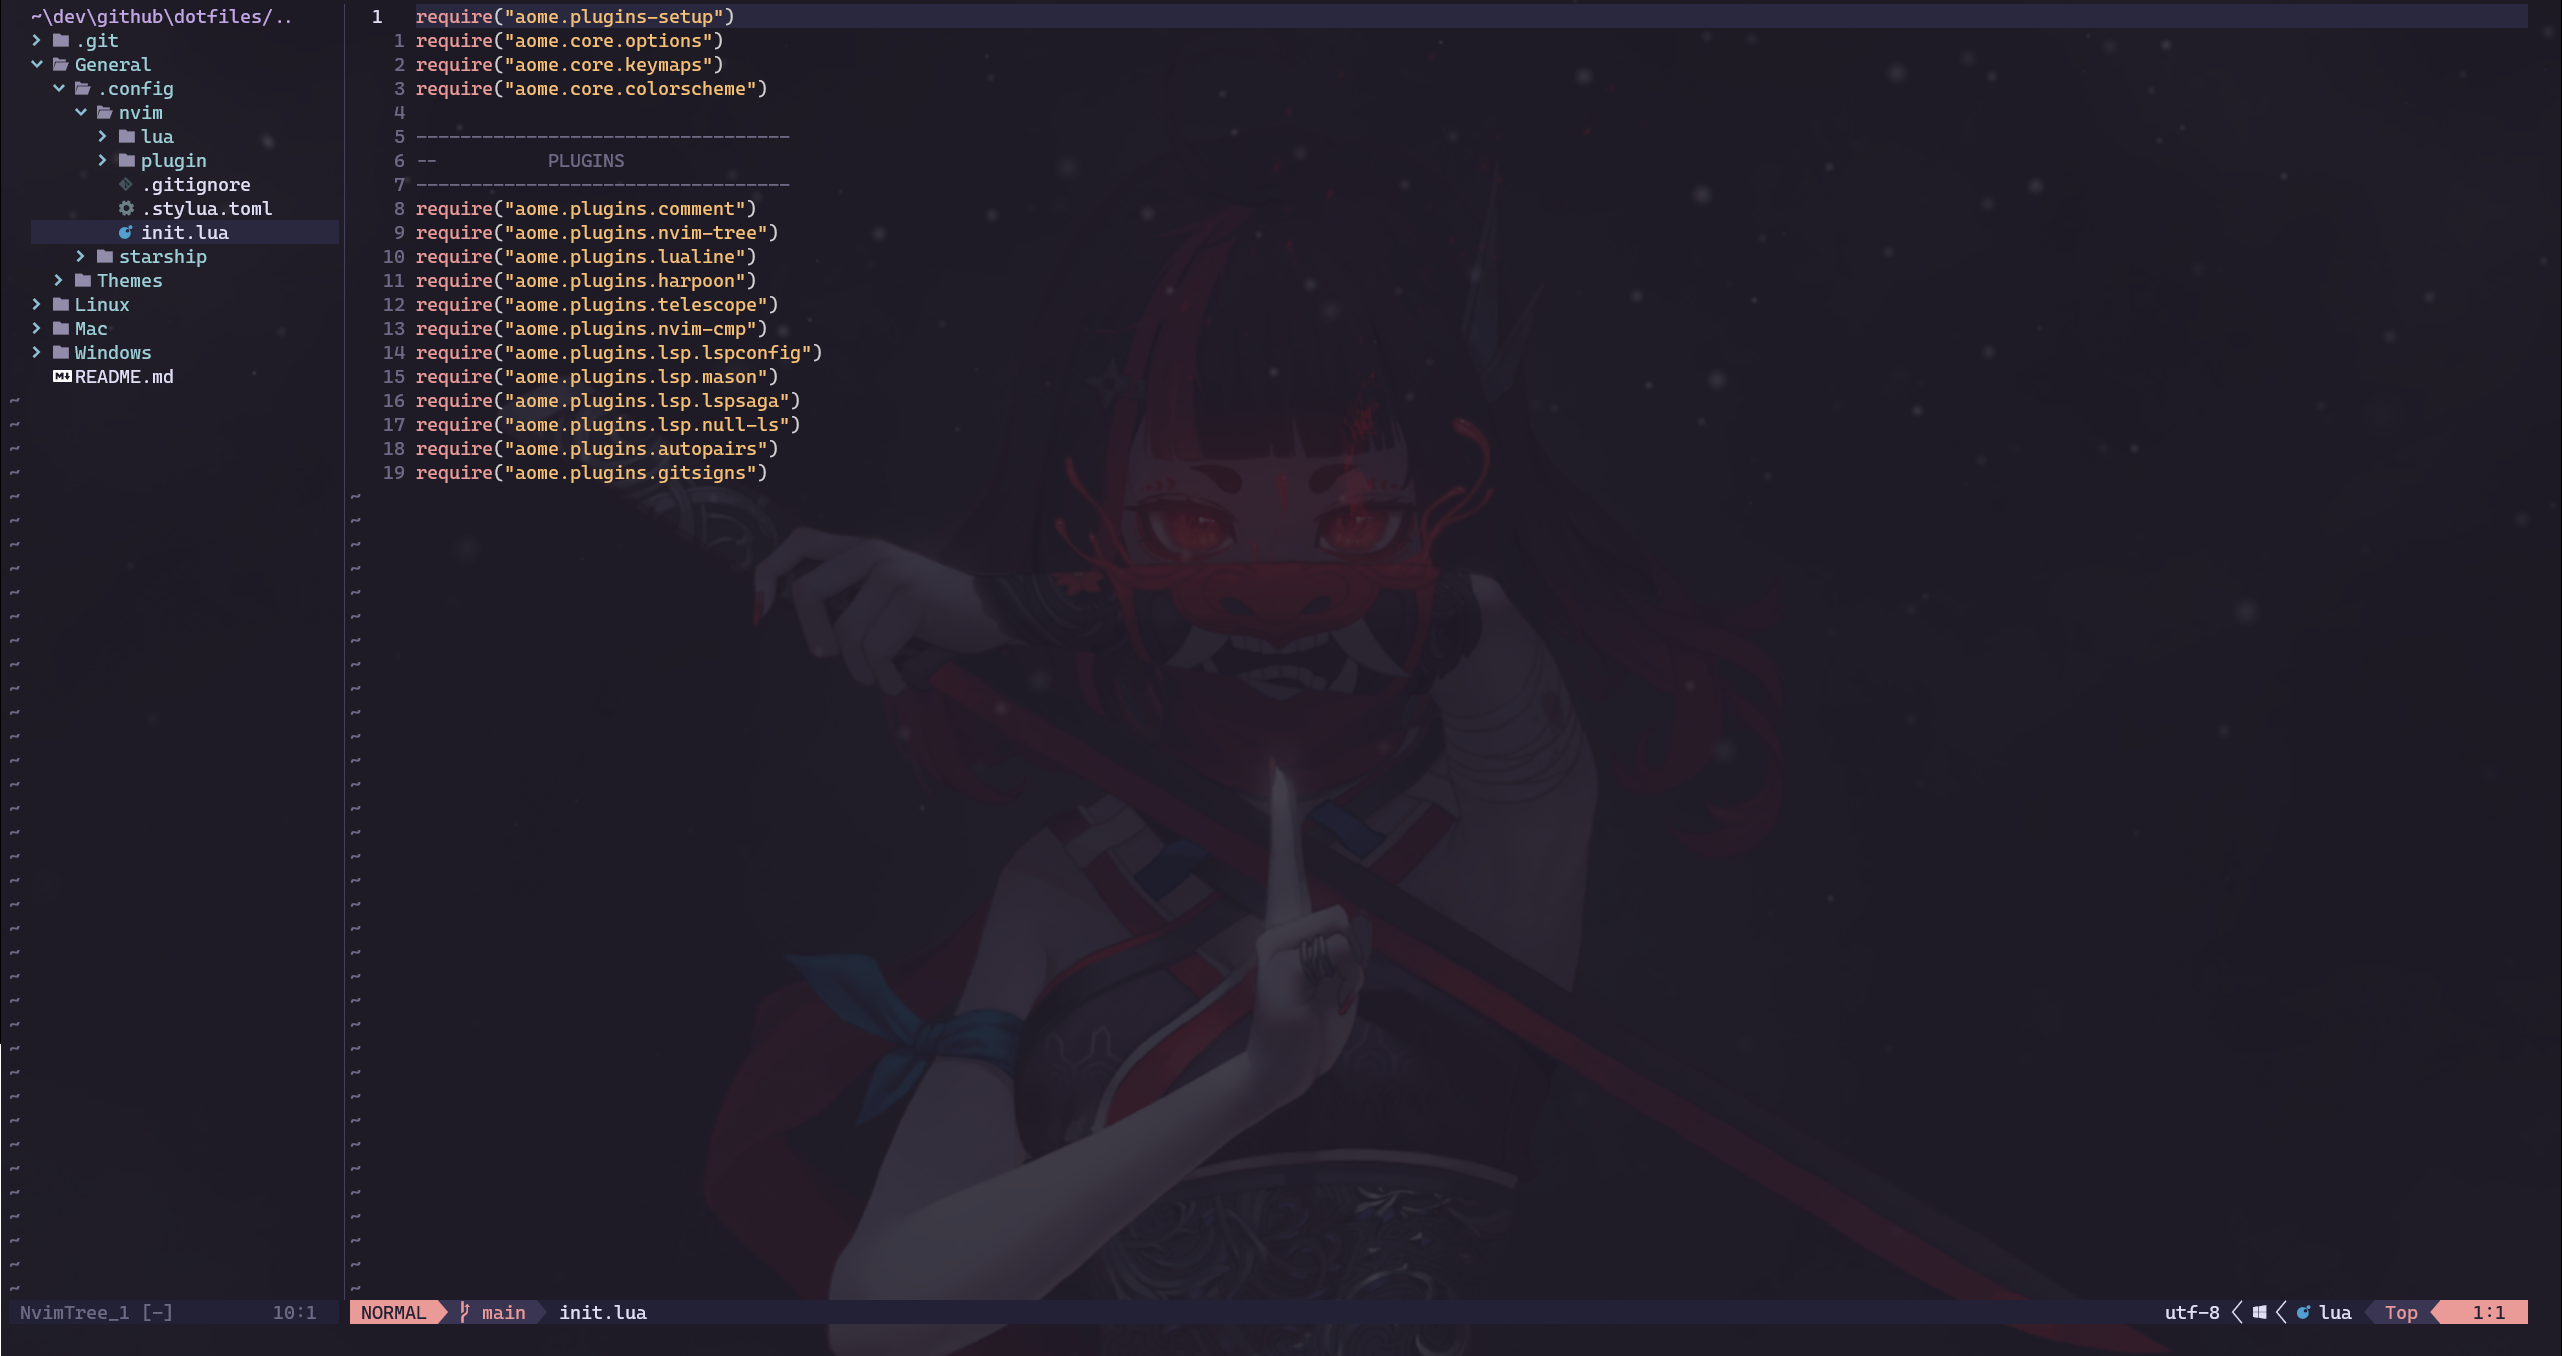 ~\dev\github\dotfiles/..
.git
General
.config
nvim
lua
plugin
.gitignore
.stylua.toml
init.lua
starship
Themes
Linux
Mac
Windows
README.md
1 require("aome.plugins-setup")
1 require("aome.core.options")
2 require("aome.core.keymaps")
3 require("aome.core.colorscheme")
4
5 ----------------------------------
6 --          PLUGINS
7 ----------------------------------
8 require("aome.plugins.comment")
9 require("aome.plugins.nvim-tree")
10 require("aome.plugins.lualine")
11 require("aome.plugins.harpoon")
12 require("aome.plugins.telescope")
13 require("aome.plugins.nvim-cmp")
14 require("aome.plugins.lsp.lspconfig")
15 require("aome.plugins.lsp.mason")
16 require("aome.plugins.lsp.lspsaga")
17 require("aome.plugins.lsp.null-ls")
18 require("aome.plugins.autopairs")
19 require("aome.plugins.gitsigns")
NvimTree_1 [-] 10:1
NORMAL main init.lua utf-8 lua Top 1:1